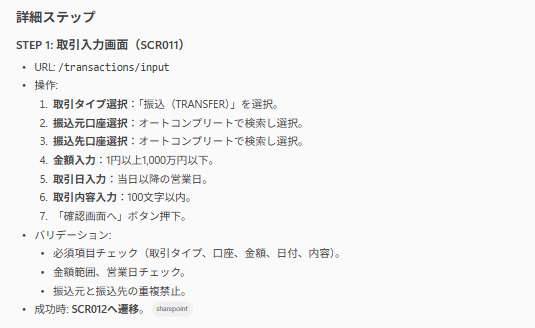 詳細ステップ
STEP 1: 取引入力画面（SCR011）
• URL: /transactions/input
• 操作:
1. 取引タイプ選択：「振込（TRANSFER）」を選択。
2. 振込元口座選択：オートコンプリートで検索し選択。
3. 振込先口座選択：オートコンプリートで検索し選択。
4. 金額入力：1円以上1,000万円以下。
5. 取引日入力：当日以降の営業日。
6. 取引内容入力：100文字以内。
7. 「確認画面へ」ボタン押下。
• バリデーション:
• 必須項目チェック（取引タイプ、口座、金額、日付、内容）。
• 金額範囲、営業日チェック。
• 振込元と振込先の重複禁止。
• 成功時: SCR012へ遷移。 sharepoint